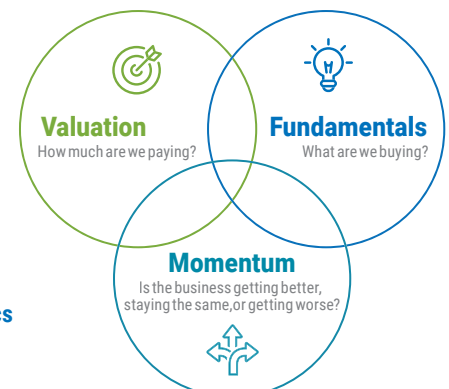 Valuation
How much are we paying?
Fundamentals
What are we buying?
Momentum
Is the business getting better,
staying the same, or getting worse?